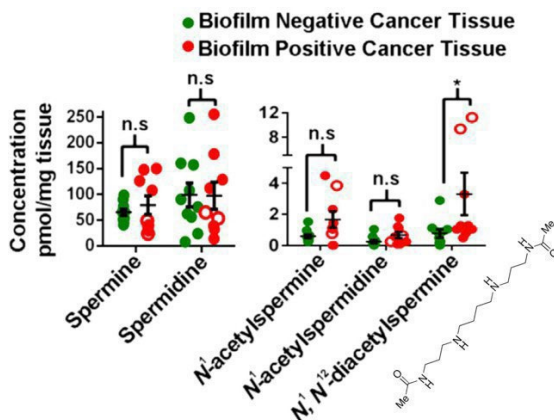 Biofilm Negative Cancer Tissue
Biofilm Positive Cancer Tissue
Concentration
pmol/mg tissue
250
200
150
100
50
0
n.s
n.s
12
8
4
2
0
n.s
n.s
*
Spermine
Spermidine
N¹-acetylspermine
N¹-acetylspermidine
N¹, N¹²-diacetylspermine
Me
O
N
H
H
N
N
H
H
N
O
Me